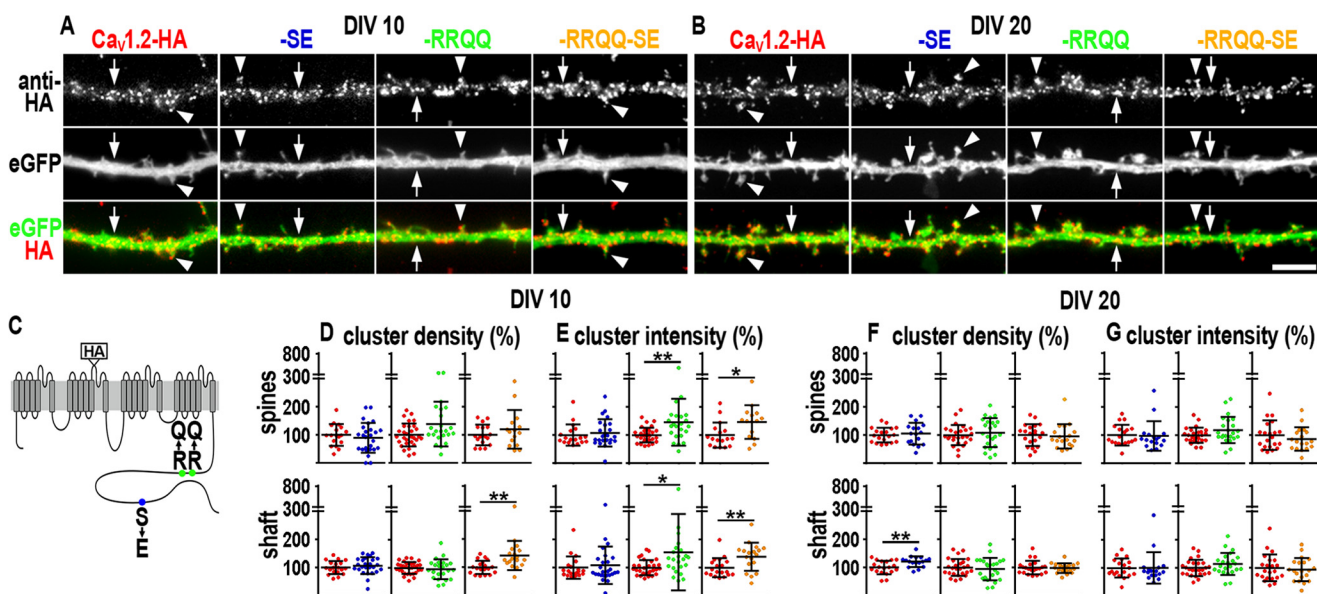 A
DIV 10
B
DIV 20
CaV1.2-HA
-SE
-RRQQ
-RRQQ-SE
CaV1.2-HA
-SE
-RRQQ
-RRQQ-SE
anti-
HA
eGFP
eGFP
HA
DIV 10
DIV 20
C
D cluster density (%)
E cluster intensity (%)
F cluster density (%)
G cluster intensity (%)
HA
QQ
RR
S
E
spines
800
300
200
100
**
*
spines
800
300
200
100
shaft
800
300
200
100
**
*
**
shaft
800
300
200
100
**